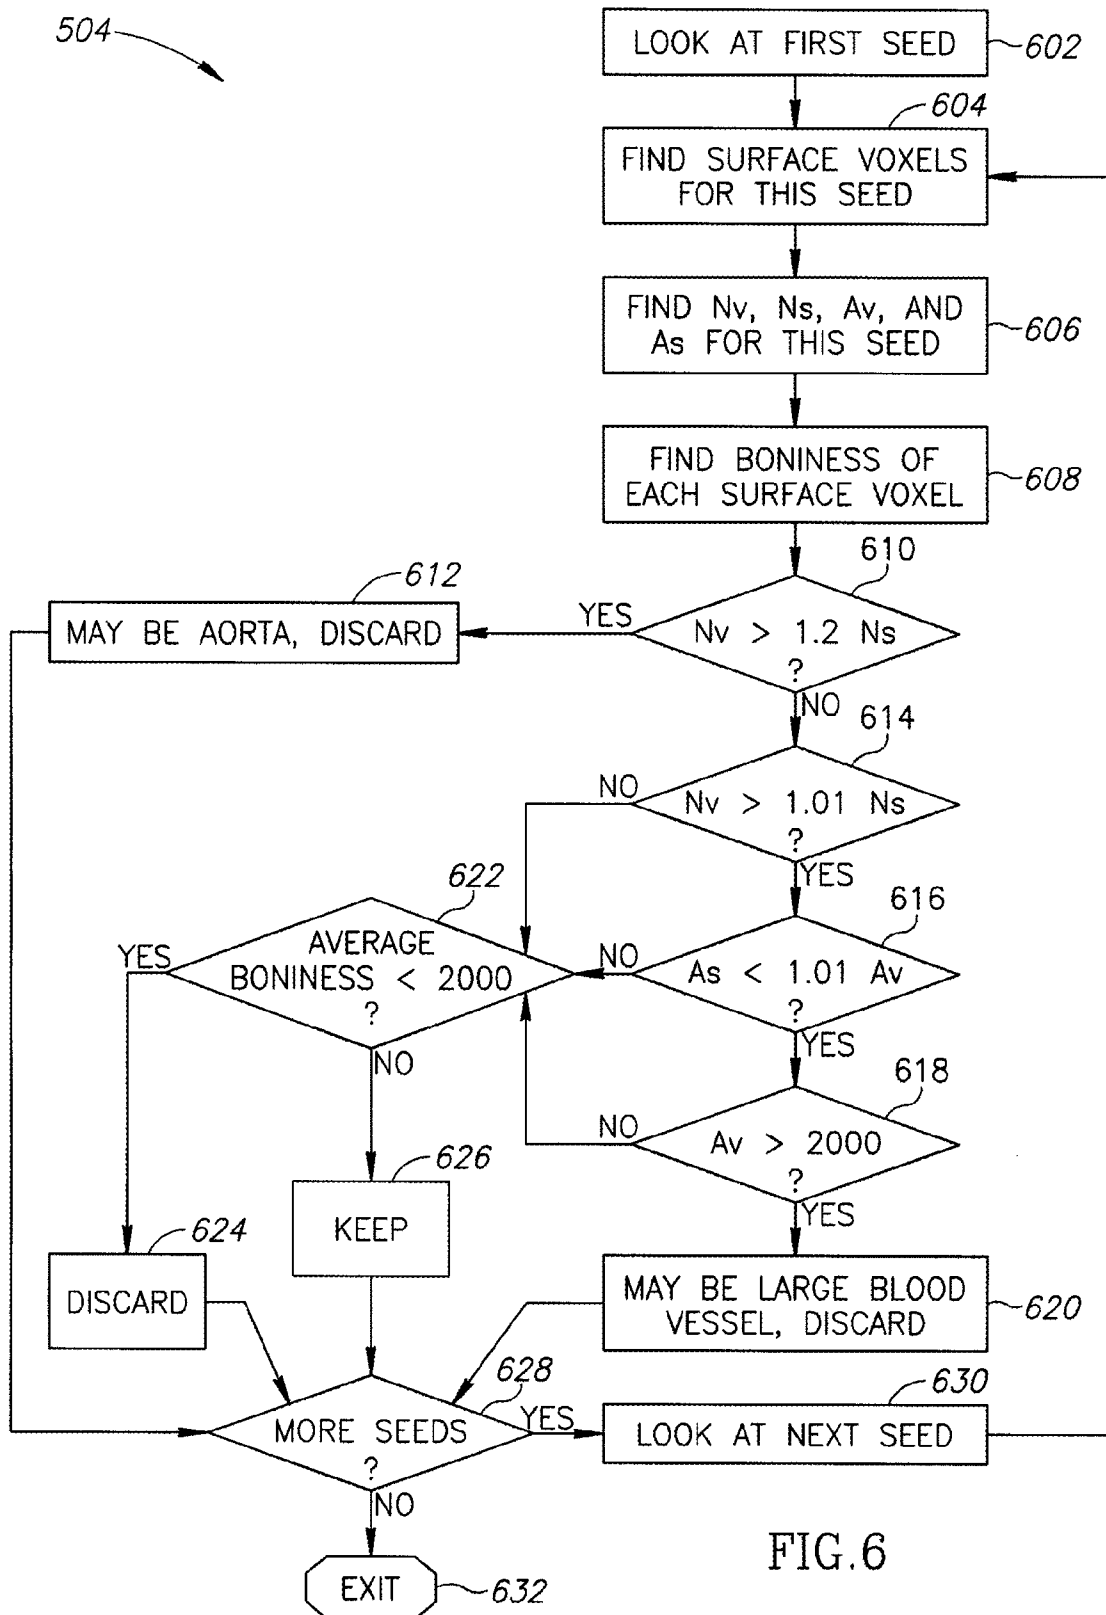 504
LOOK AT FIRST SEED
602
604
FIND SURFACE VOXELS
FOR THIS SEED
FIND Nv, Ns, Av, AND
As FOR THIS SEED
606
FIND BONINESS OF
EACH SURFACE VOXEL
608
610
Nv > 1.2 Ns
?
YES
NO
612
MAY BE AORTA, DISCARD
614
Nv > 1.01 Ns
?
NO
YES
616
As < 1.01 Av
?
NO
YES
622
AVERAGE
BONINESS < 2000
?
YES
NO
618
Av > 2000
?
NO
YES
626
KEEP
624
DISCARD
MAY BE LARGE BLOOD
VESSEL, DISCARD
620
628
MORE SEEDS
?
YES
NO
630
LOOK AT NEXT SEED
EXIT
632
FIG.6